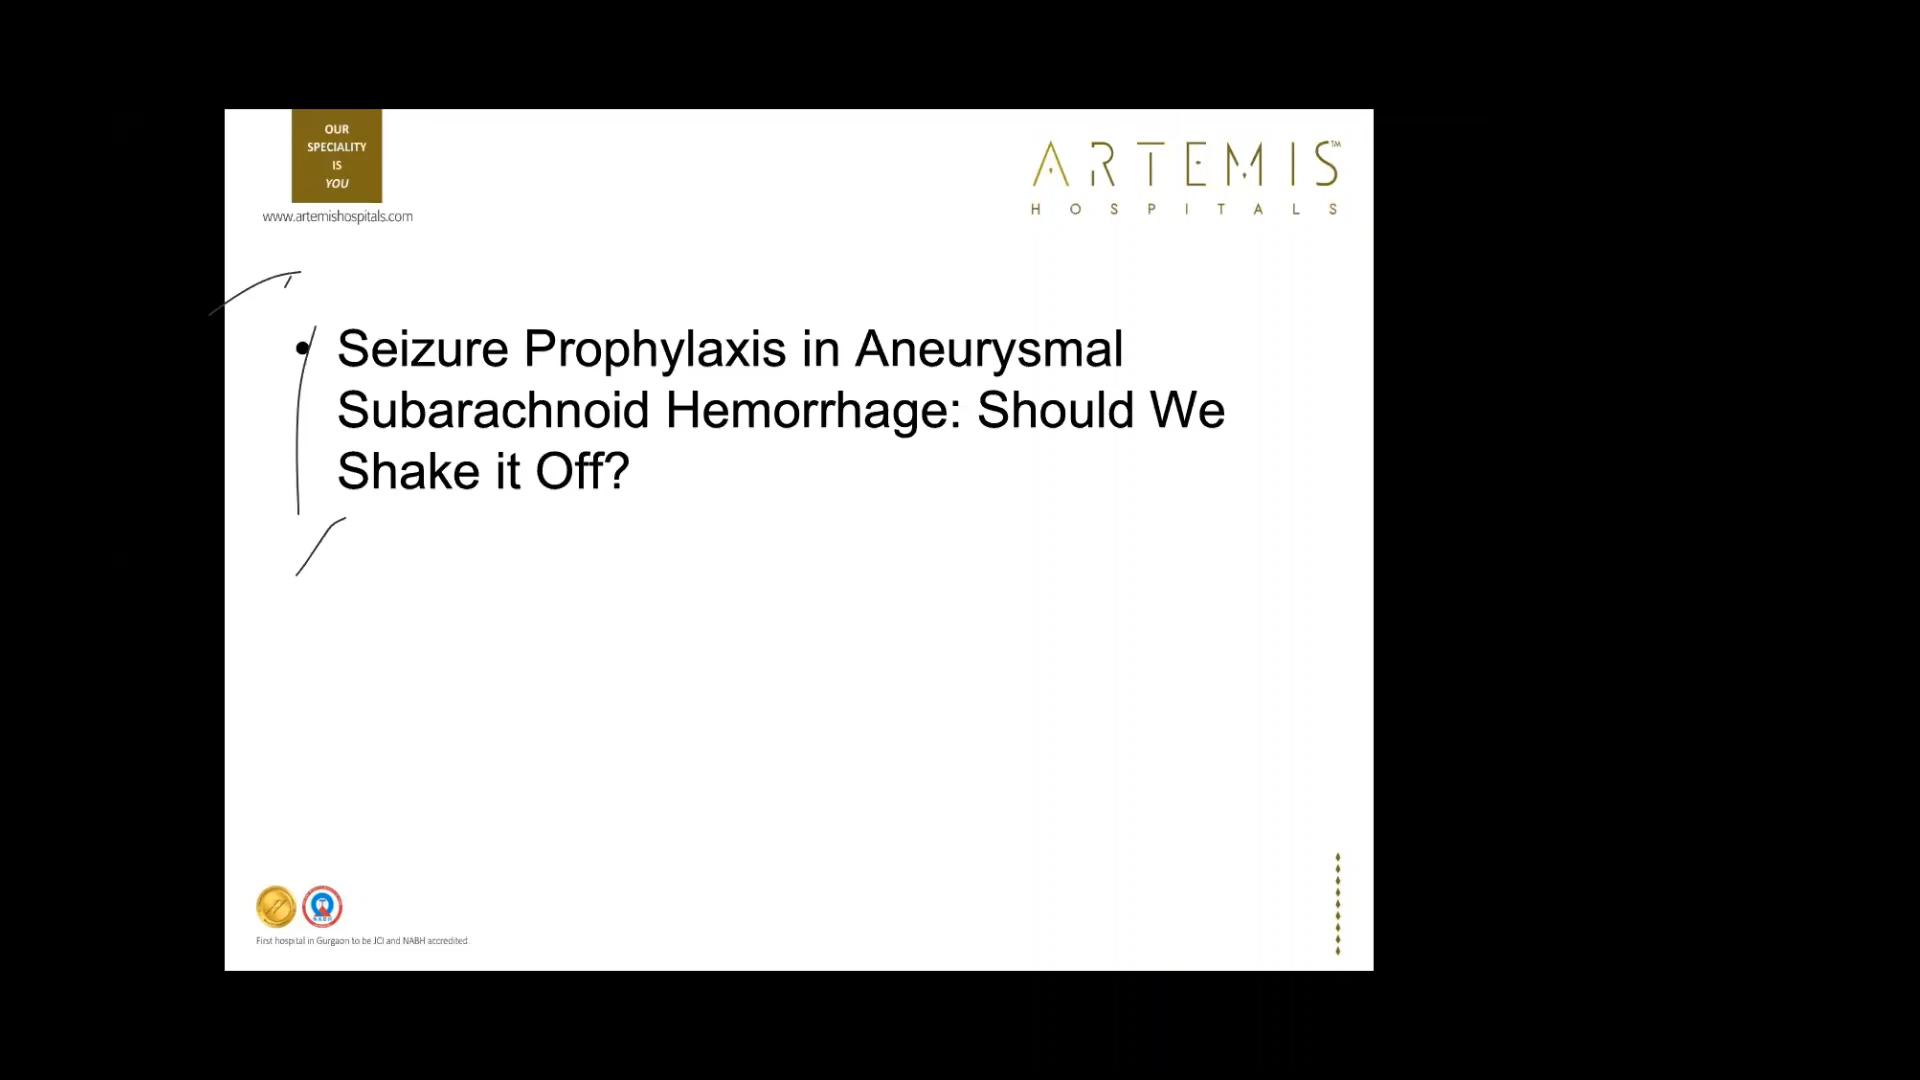 OUR
SPECIALITY
IS
YOU
www.artemishospitals.com
ARTEMIS™
HOSPITALS
• Seizure Prophylaxis in Aneurysmal
Subarachnoid Hemorrhage: Should We
Shake it Off?
First hospital in Gurgaon to be JCI and NABH accredited.